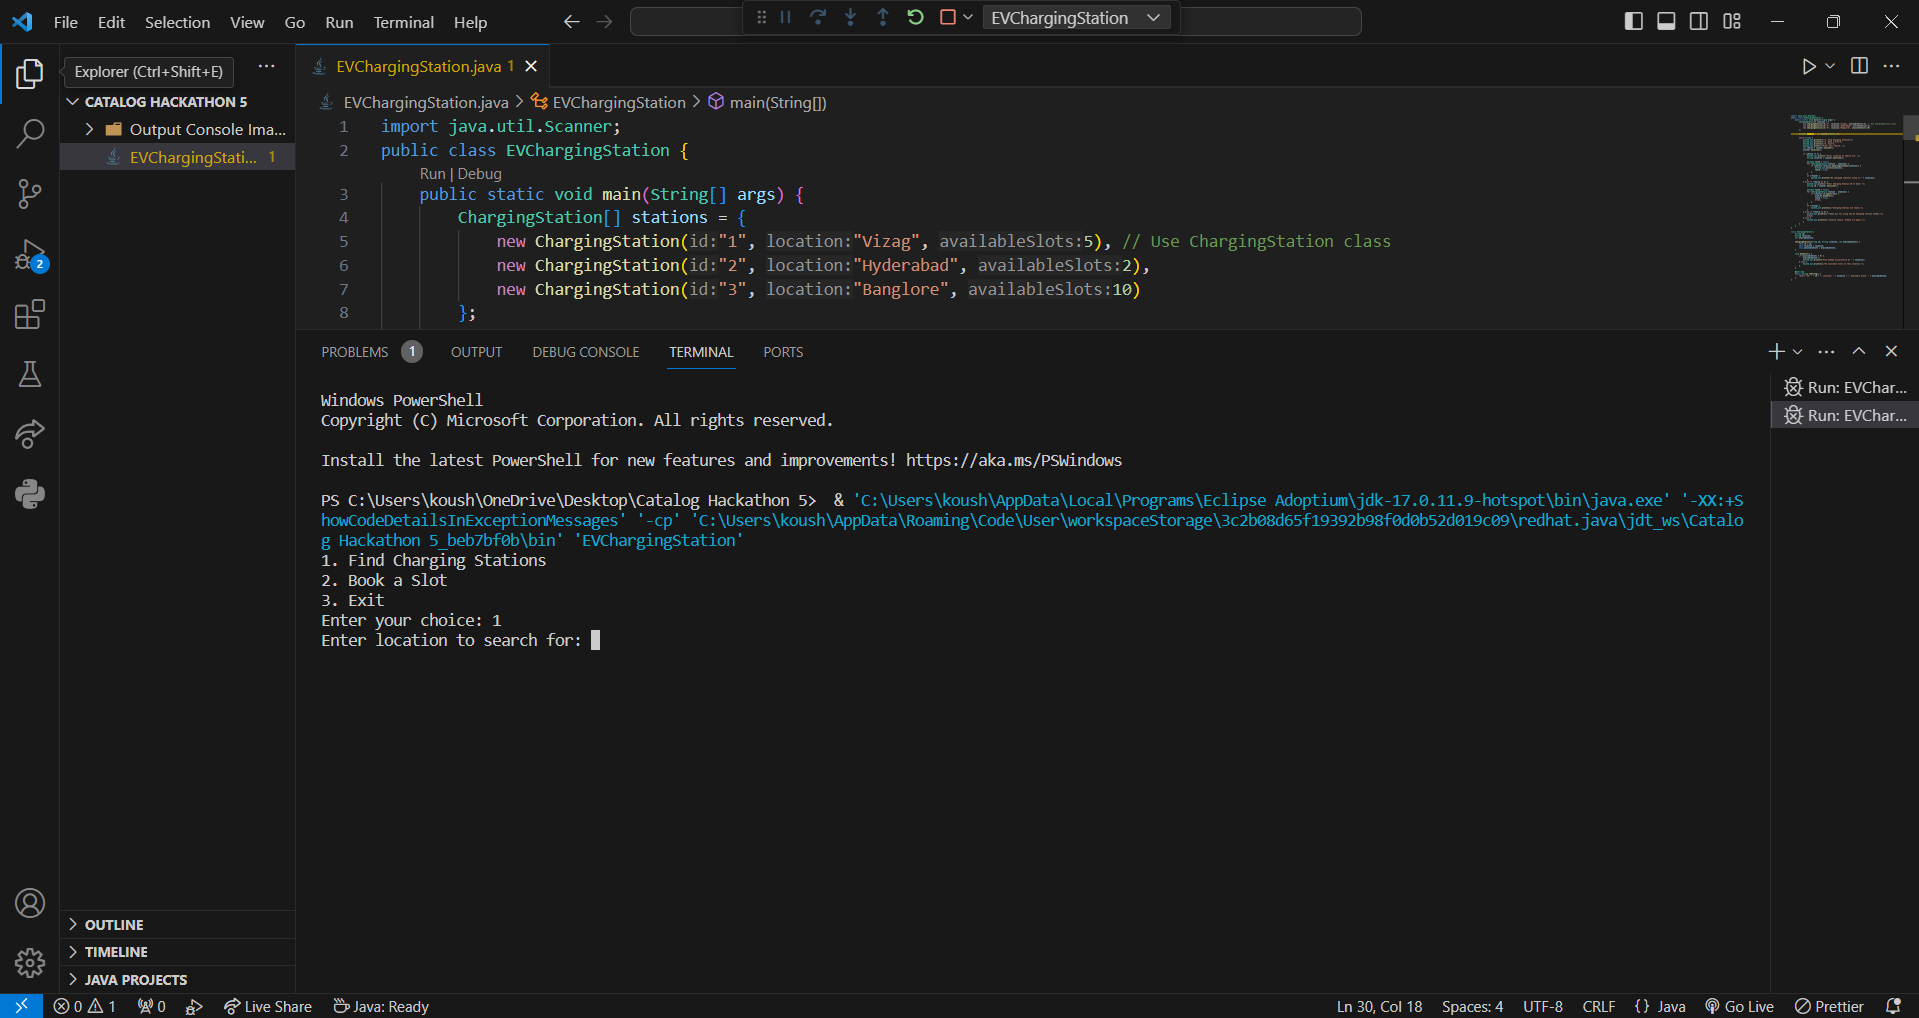 File Edit Selection View Go Run Terminal Help
EVChargingStation
Explorer (Ctrl+Shift+E)
EVChargingStation.java 1
CATALOG HACKATHON 5
Output Console Ima...
EVChargingStati... 1
2
EVChargingStation.java > EVChargingStation > main(String[])
1 import java.util.Scanner;
2 public class EVChargingStation {
Run | Debug
3 public static void main(String[] args) {
4 ChargingStation[] stations = {
5 new ChargingStation(id:"1", location:"Vizag", availableSlots:5), // Use ChargingStation class
6 new ChargingStation(id:"2", location:"Hyderabad", availableSlots:2),
7 new ChargingStation(id:"3", location:"Banglore", availableSlots:10)
8 };
PROBLEMS 1 OUTPUT DEBUG CONSOLE TERMINAL PORTS
Run: EVChar...
Run: EVChar...
Windows PowerShell
Copyright (C) Microsoft Corporation. All rights reserved.
Install the latest PowerShell for new features and improvements! https://aka.ms/PSWindows
PS C:\Users\koush\OneDrive\Desktop\Catalog Hackathon 5>  & 'C:\Users\koush\AppData\Local\Programs\Eclipse Adoptium\jdk-17.0.11.9-hotspot\bin\java.exe' '-XX:+S
howCodeDetailsInExceptionMessages' '-cp' 'C:\Users\koush\AppData\Roaming\Code\User\workspaceStorage\3c2b08d65f19392b98f0d0b52d019c09\redhat.java\jdt_ws\Catalo
g Hackathon 5_beb7bf0b\bin' 'EVChargingStation'
1. Find Charging Stations
2. Book a Slot
3. Exit
Enter your choice: 1
Enter location to search for:
OUTLINE
TIMELINE
JAVA PROJECTS
0 1 0 Live Share Java: Ready Ln 30, Col 18 Spaces: 4 UTF-8 CRLF {} Java Go Live Prettier